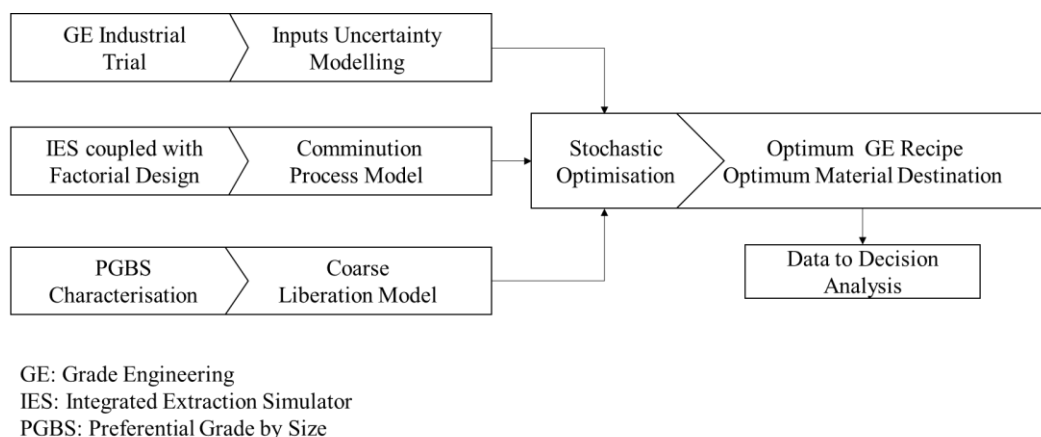 GE Industrial
Trial
Inputs Uncertainty
Modelling
IES coupled with
Factorial Design
Comminution
Process Model
PGBS
Characterisation
Coarse
Liberation Model
Stochastic
Optimisation
Optimum GE Recipe
Optimum Material Destination
Data to Decision
Analysis
GE: Grade Engineering
IES: Integrated Extraction Simulator
PGBS: Preferential Grade by Size